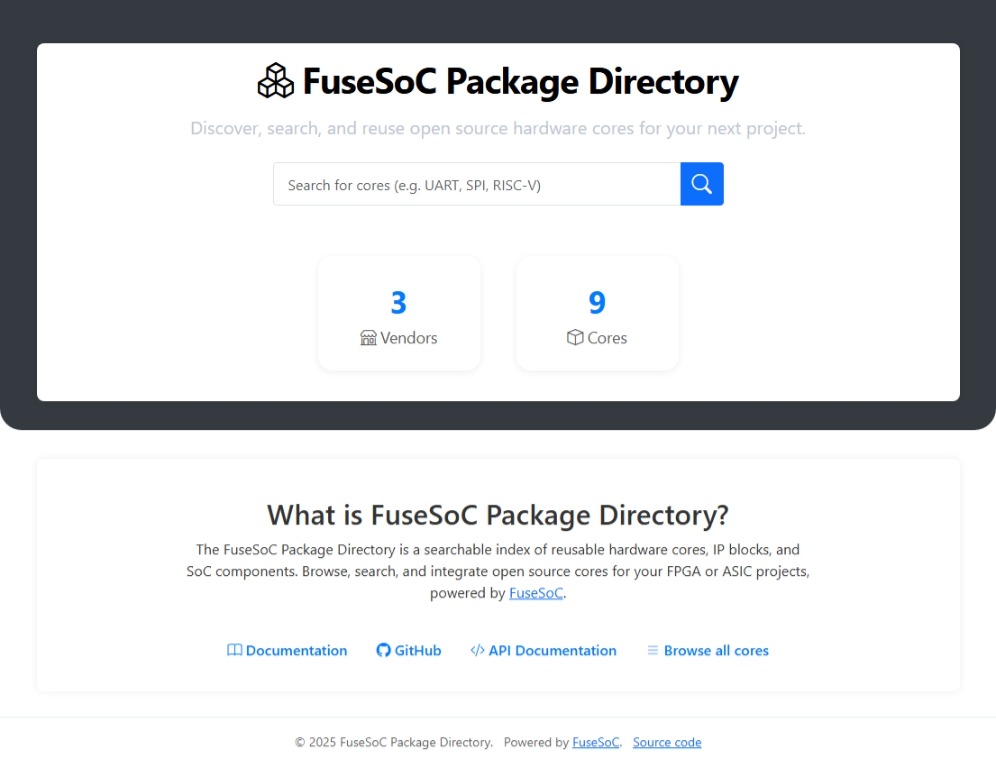 FuseSoC Package Directory
Discover, search, and reuse open source hardware cores for your next project.
Search for cores (e.g. UART, SPI, RISC-V)
3
Vendors
9
Cores
What is FuseSoC Package Directory?
The FuseSoC Package Directory is a searchable index of reusable hardware cores, IP blocks, and
SoC components. Browse, search, and integrate open source cores for your FPGA or ASIC projects,
powered by FuseSoC.
Documentation GitHub API Documentation Browse all cores
© 2025 FuseSoC Package Directory. Powered by FuseSoC. Source code